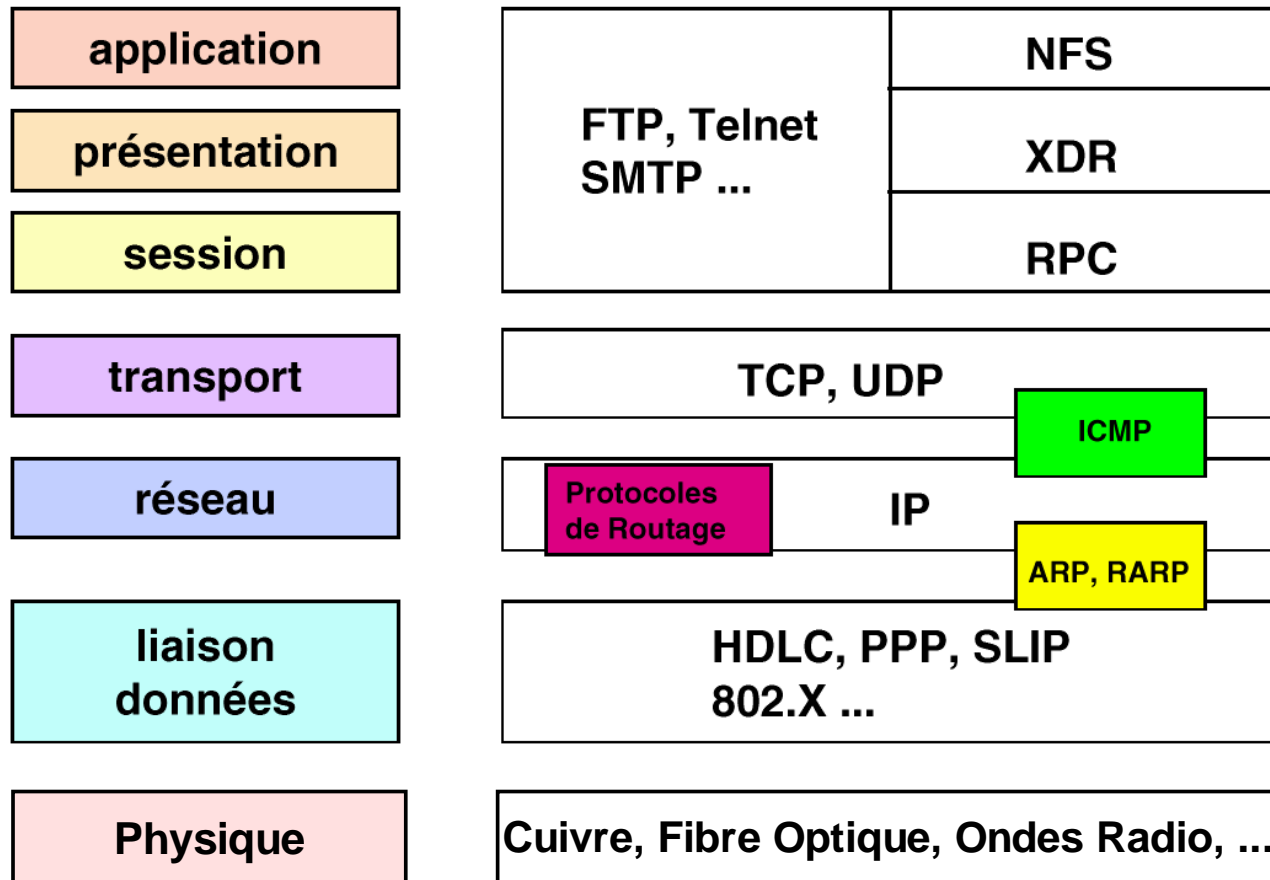 application
NFS
FTP, Telnet
SMTP ...
présentation
XDR
session
RPC
transport
TCP, UDP
ICMP
réseau
Protocoles
de Routage
IP
ARP, RARP
liaison
données
HDLC, PPP, SLIP
802.X ...
Physique
Cuivre, Fibre Optique, Ondes Radio, ...